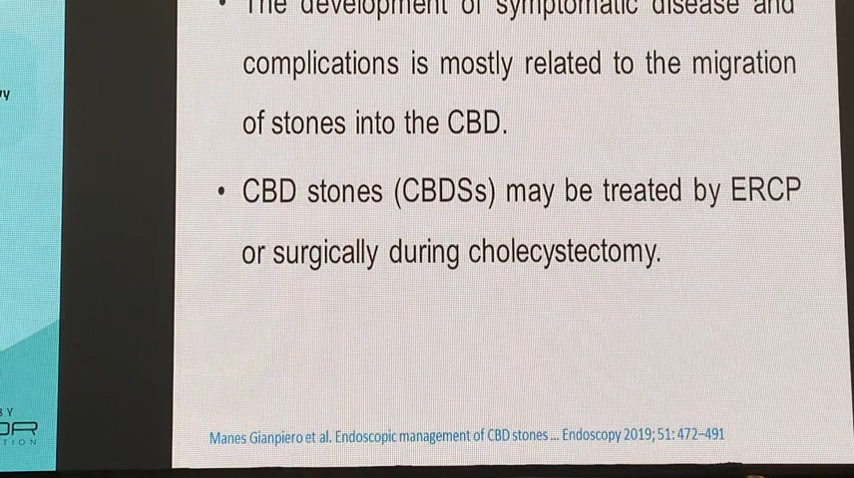 • The development of symptomatic disease and
complications is mostly related to the migration
of stones into the CBD.
• CBD stones (CBDSs) may be treated by ERCP
or surgically during cholecystectomy.
Manes Gianpiero et al. Endoscopic management of CBD stones ... Endoscopy 2019; 51: 472–491
BY